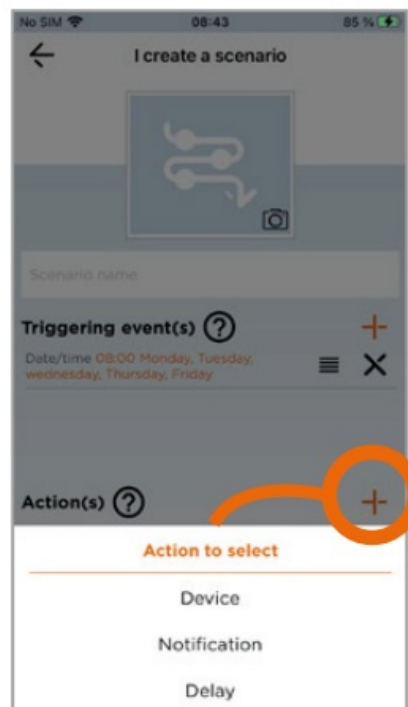 No SIM 08:43 85 %
I create a scenario
Scenario name
Triggering event(s) ?
Date/time 08:00 Monday, Tuesday,
wednesday, Thursday, Friday
Action(s) ?
Action to select
Device
Notification
Delay